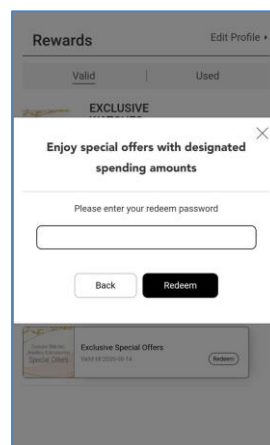 Rewards
Edit Profile
Valid
Used
EXCLUSIVE
Enjoy special offers with designated
spending amounts
Please enter your redeem password
Back
Redeem
Special Offers
Exclusive Special Offers
Redeem